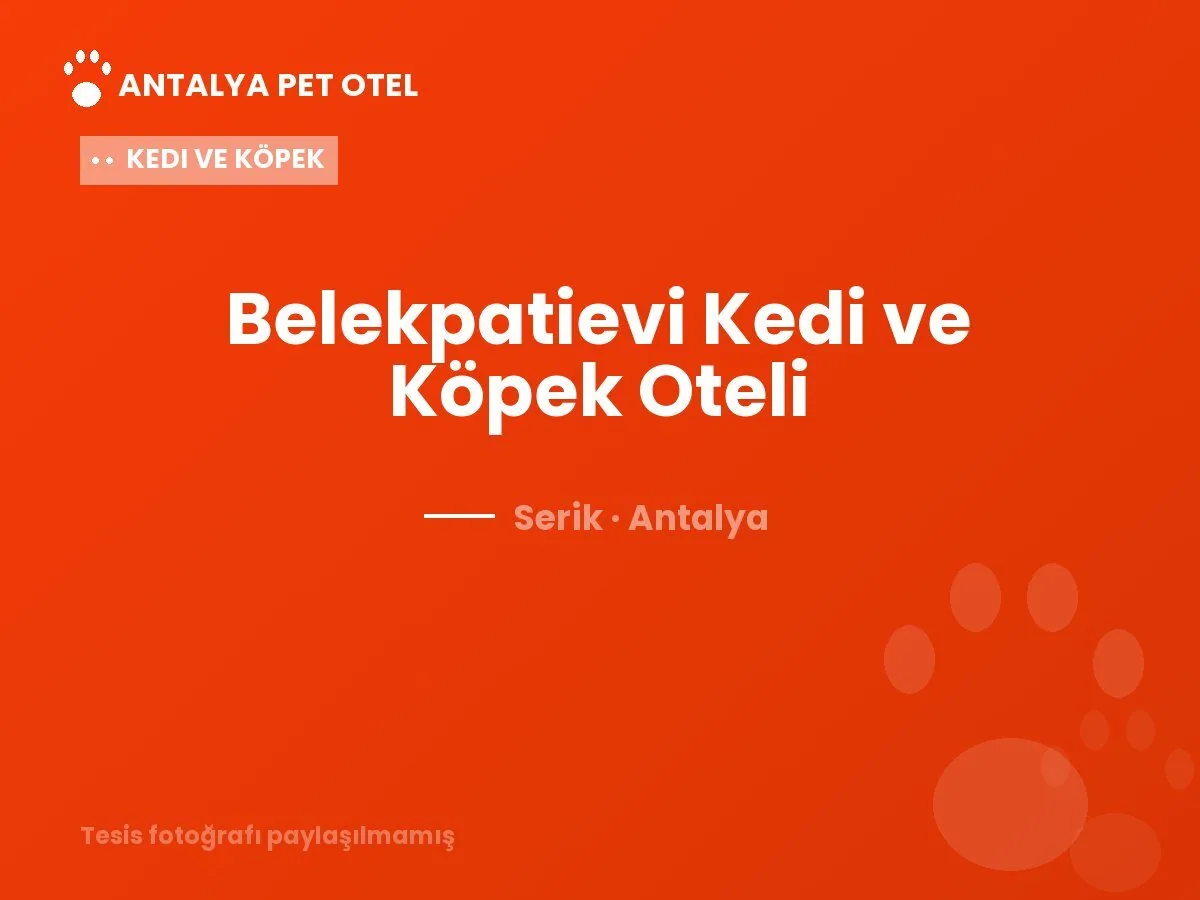 ANTALYA PET OTEL
KEDI VE KÖPEK
Belekpatievi Kedi ve
Köpek Oteli
Serik · Antalya
Tesis fotoğrafı paylaşılmamış